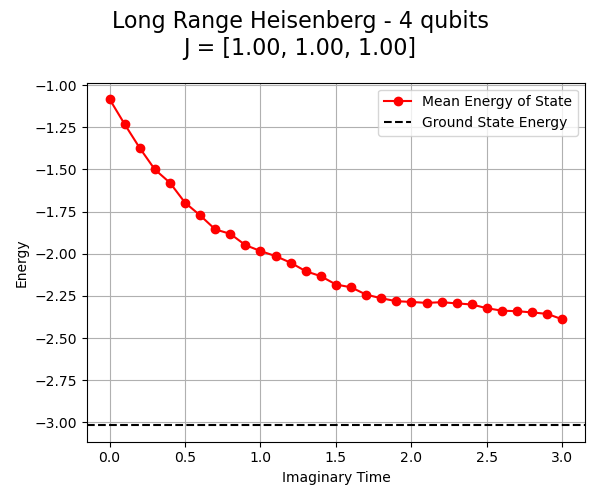 Long Range Heisenberg - 4 qubits
J = [1.00, 1.00, 1.00]
Mean Energy of State
Ground State Energy
Energy
−1.00
−1.25
−1.50
−1.75
−2.00
−2.25
−2.50
−2.75
−3.00
0.0 0.5 1.0 1.5 2.0 2.5 3.0
Imaginary Time